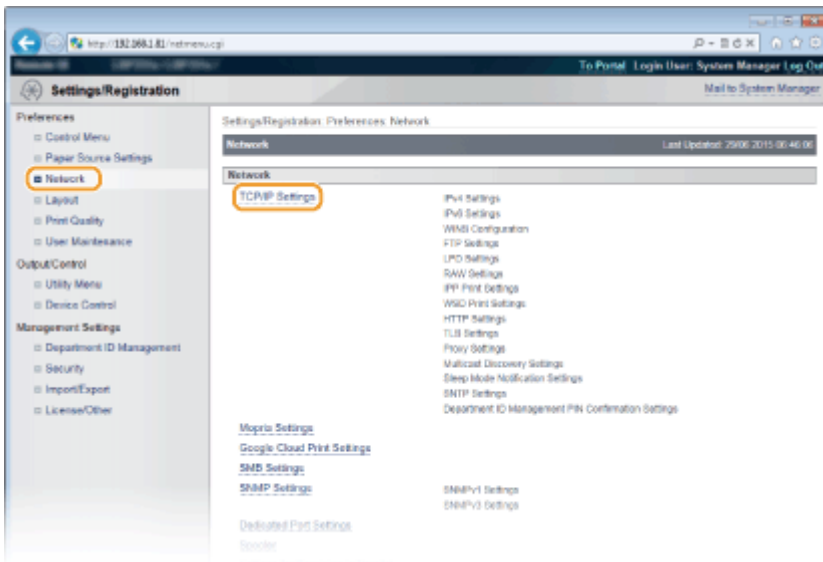 http://192.168.1.81/netmenu.cgi
To Portal Login User: System Manager Log Out
Settings/Registration
Mail to System Manager
Preferences
Control Menu
Paper Source Settings
Network
Layout
Print Quality
User Maintenance
Output/Control
Utility Menu
Device Control
Management Settings
Department ID Management
Security
Import/Export
License/Other
Settings/Registration: Preferences: Network
Network
Last Updated: 29/06 2015 06:46:06
Network
TCP/IP Settings
IPv4 Settings
IPv6 Settings
WINS Configuration
FTP Settings
LPD Settings
RAW Settings
IPP Print Settings
WSD Print Settings
HTTP Settings
TLS Settings
Proxy Settings
Multicast Discovery Settings
Sleep Mode Notification Settings
SNTP Settings
Department ID Management PIN Confirmation Settings
Mopria Settings
Google Cloud Print Settings
SMB Settings
SNMP Settings
SNMPv1 Settings
SNMPv3 Settings
Dedicated Port Settings
Spooler